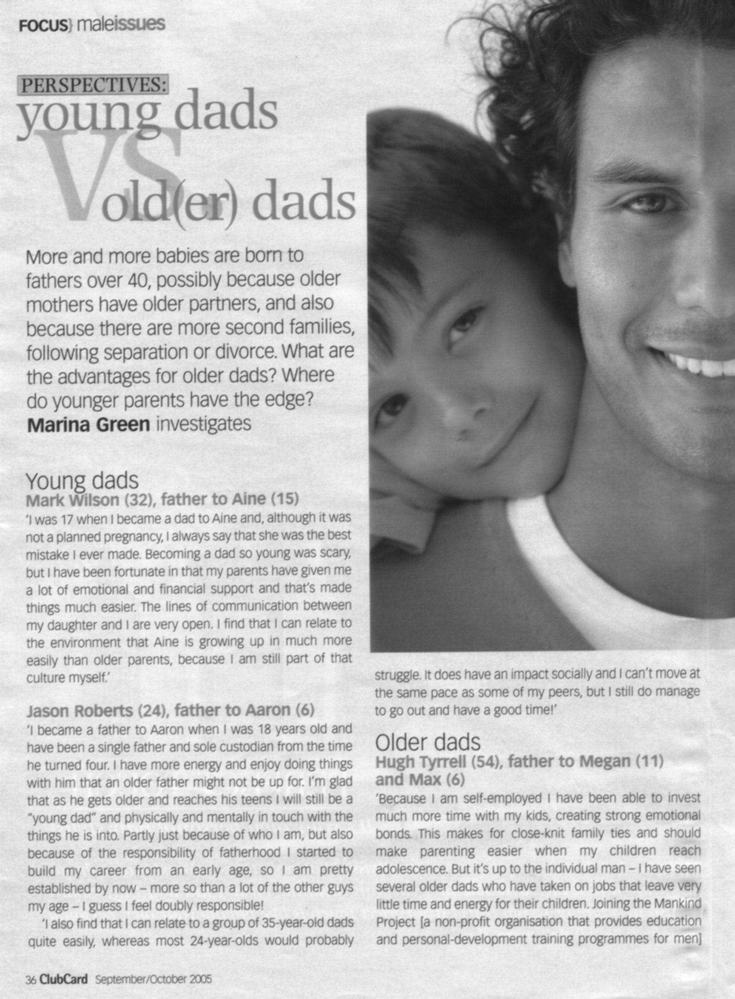 FOCUS} maleissues
PERSPECTIVES:
young dads
VS.
old(er) dads
More and more babies are born to
fathers over 40, possibly because older
mothers have older partners, and also
because there are more second families,
following separation or divorce. What are
the advantages for older dads? Where
do younger parents have the edge?
Marina Green investigates
Young dads
Mark Wilson (32), father to Aine (15)
'I was 17 when I became a dad to Aine and, although it was
not a planned pregnancy, I always say that she was the best
mistake I ever made. Becoming a dad so young was scary,
but I have been fortunate in that my parents have given me
a lot of emotional and financial support and that's made
things much easier. The lines of communication between
my daughter and I are very open. I find that I can relate to
the environment that Aine is growing up in much more
easily than older parents, because I am still part of that
culture myself.'
Jason Roberts (24), father to Aaron (6)
'I became a father to Aaron when I was 18 years old and
have been a single father and sole custodian from the time
he turned four. I have more energy and enjoy doing things
with him that an older father might not be up for. I'm glad
that as he gets older and reaches his teens I will still be a
"young dad" and physically and mentally in touch with the
things he is into. Partly just because of who I am, but also
because of the responsibility of fatherhood I started to
build my career from an early age, so I am pretty
established by now – more so than a lot of the other guys
my age – I guess I feel doubly responsible!
'I also find that I can relate to a group of 35-year-old dads
quite easily, whereas most 24-year-olds would probably
struggle. It does have an impact socially and I can't move at
the same pace as some of my peers, but I still do manage
to go out and have a good time!'
Older dads
Hugh Tyrrell (54), father to Megan (11)
and Max (6)
'Because I am self-employed I have been able to invest
much more time with my kids, creating strong emotional
bonds. This makes for close-knit family ties and should
make parenting easier when my children reach
adolescence. But it's up to the individual man – I have seen
several older dads who have taken on jobs that leave very
little time and energy for their children. Joining the Mankind
Project [a non-profit organisation that provides education
and personal-development training programmes for men]
36 ClubCard September/October 2005